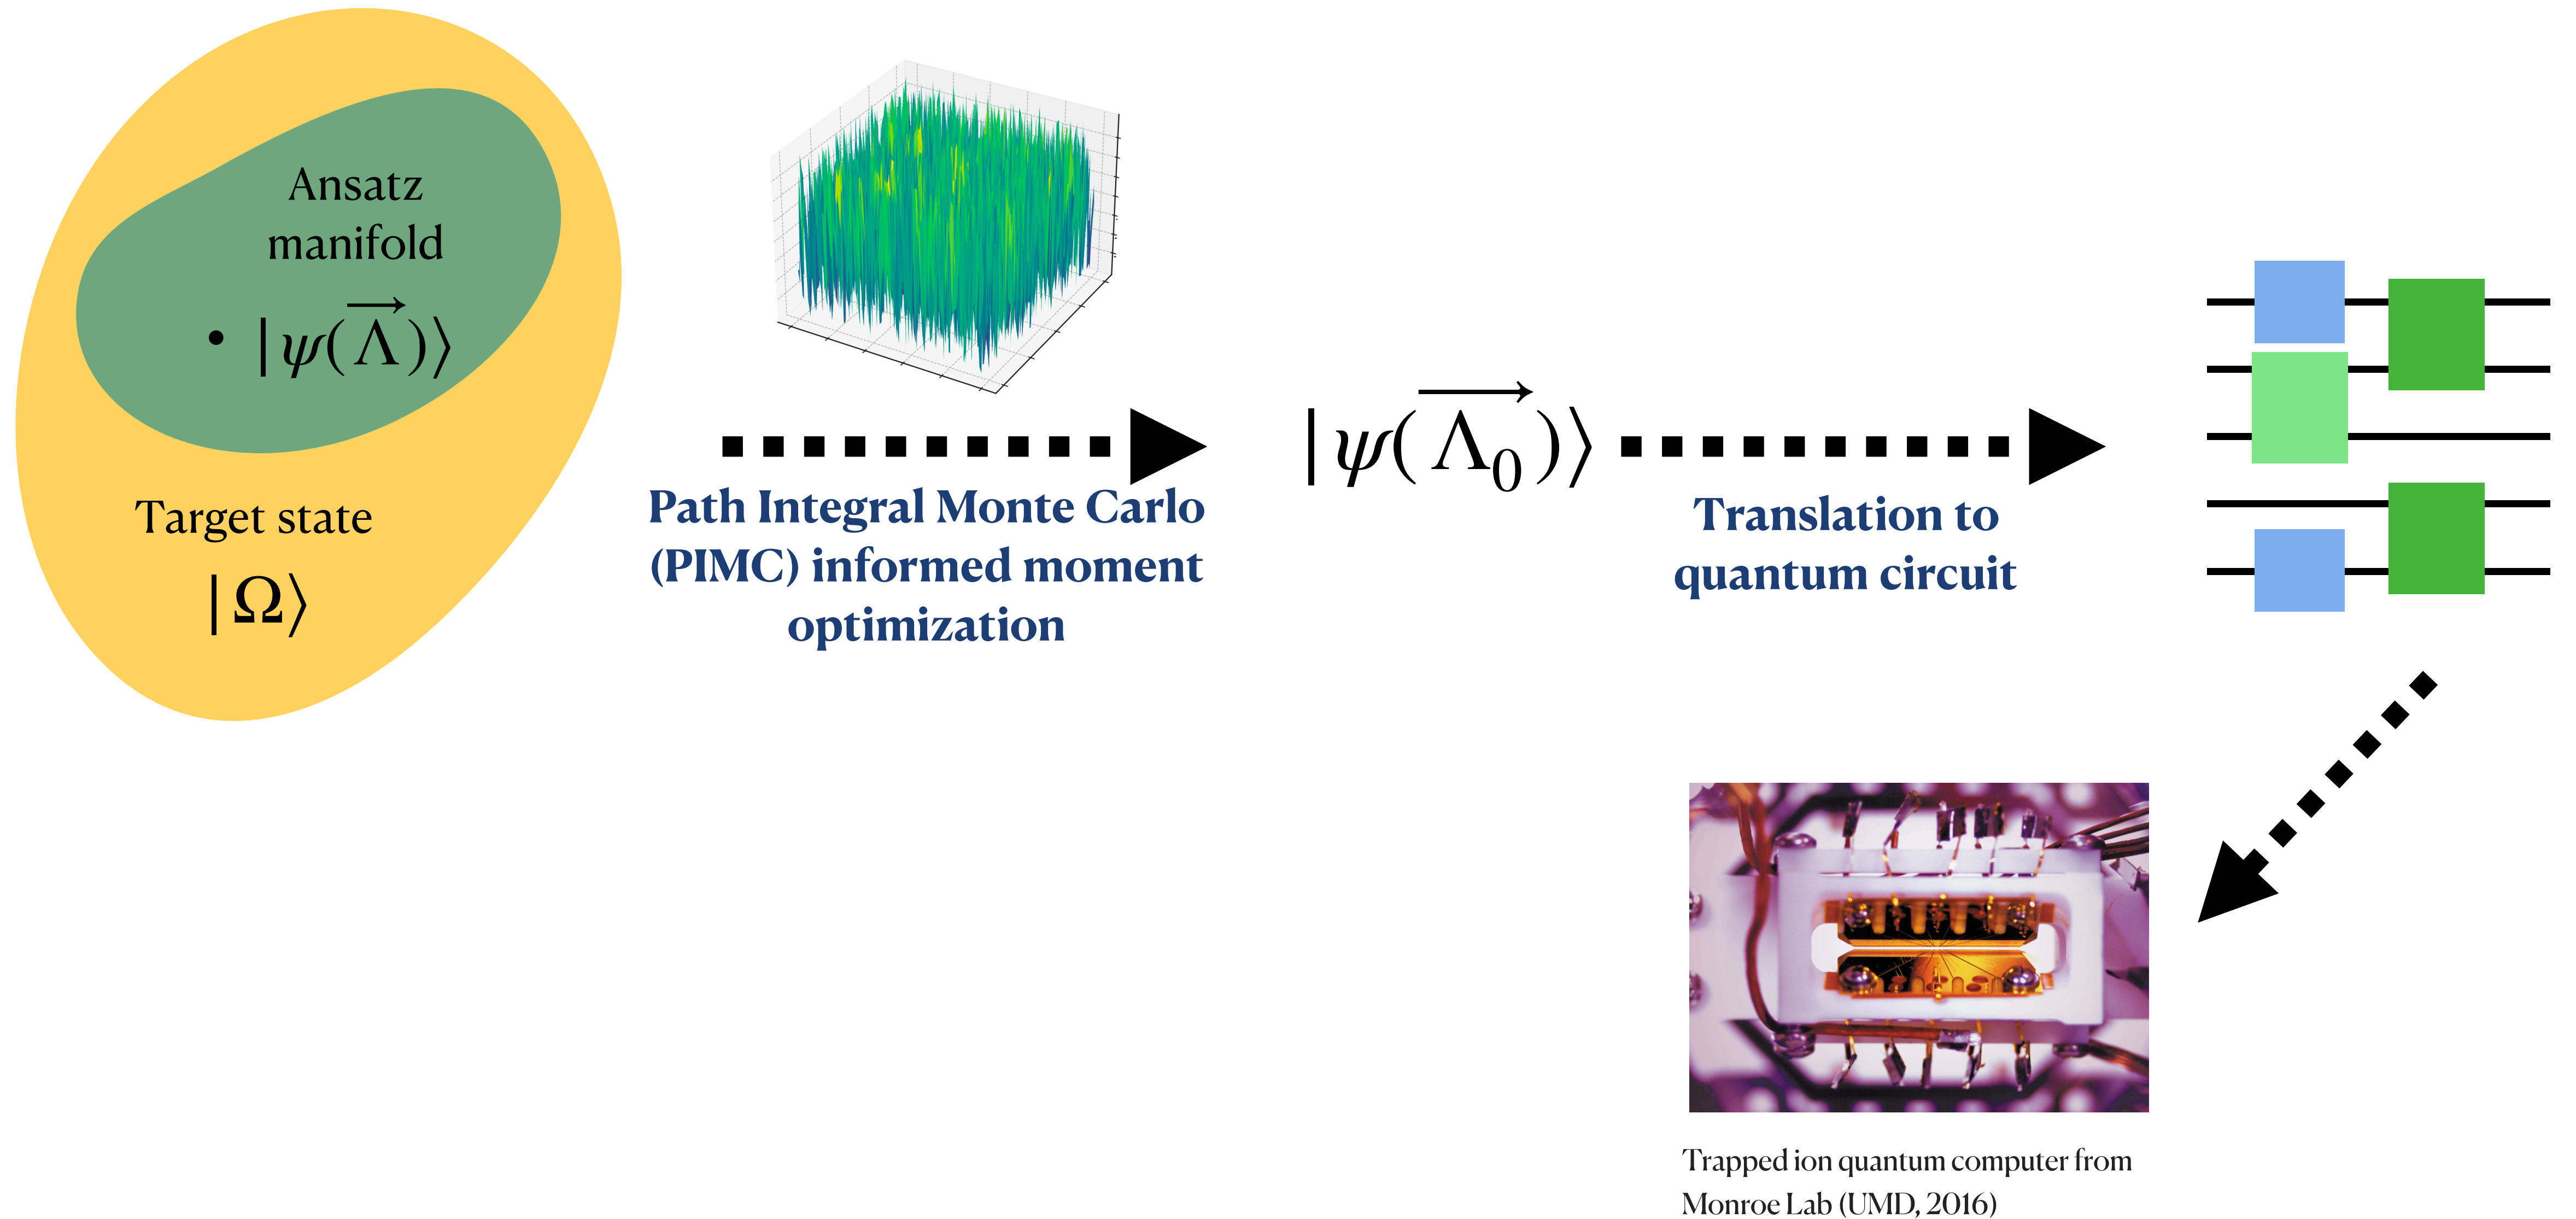 Ansatz
manifold
• |ψ(Λ⃗)⟩
Target state
|Ω⟩
Path Integral Monte Carlo
(PIMC) informed moment
optimization
|ψ(Λ⃗₀)⟩
Translation to
quantum circuit
Trapped ion quantum computer from
Monroe Lab (UMD, 2016)